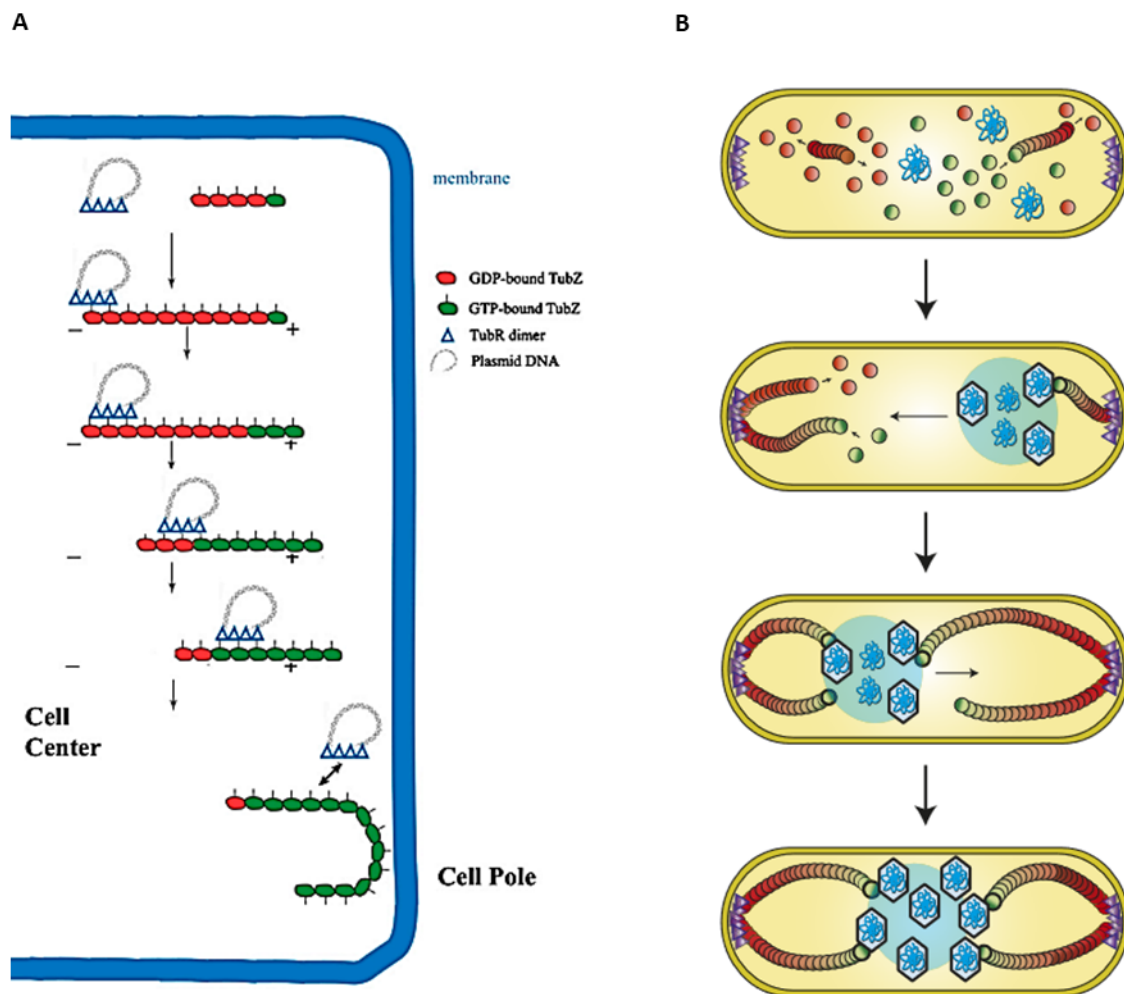 A
B
membrane
GDP-bound TubZ
GTP-bound TubZ
TubR dimer
Plasmid DNA
− +
− +
− +
− +
Cell
Center
Cell Pole